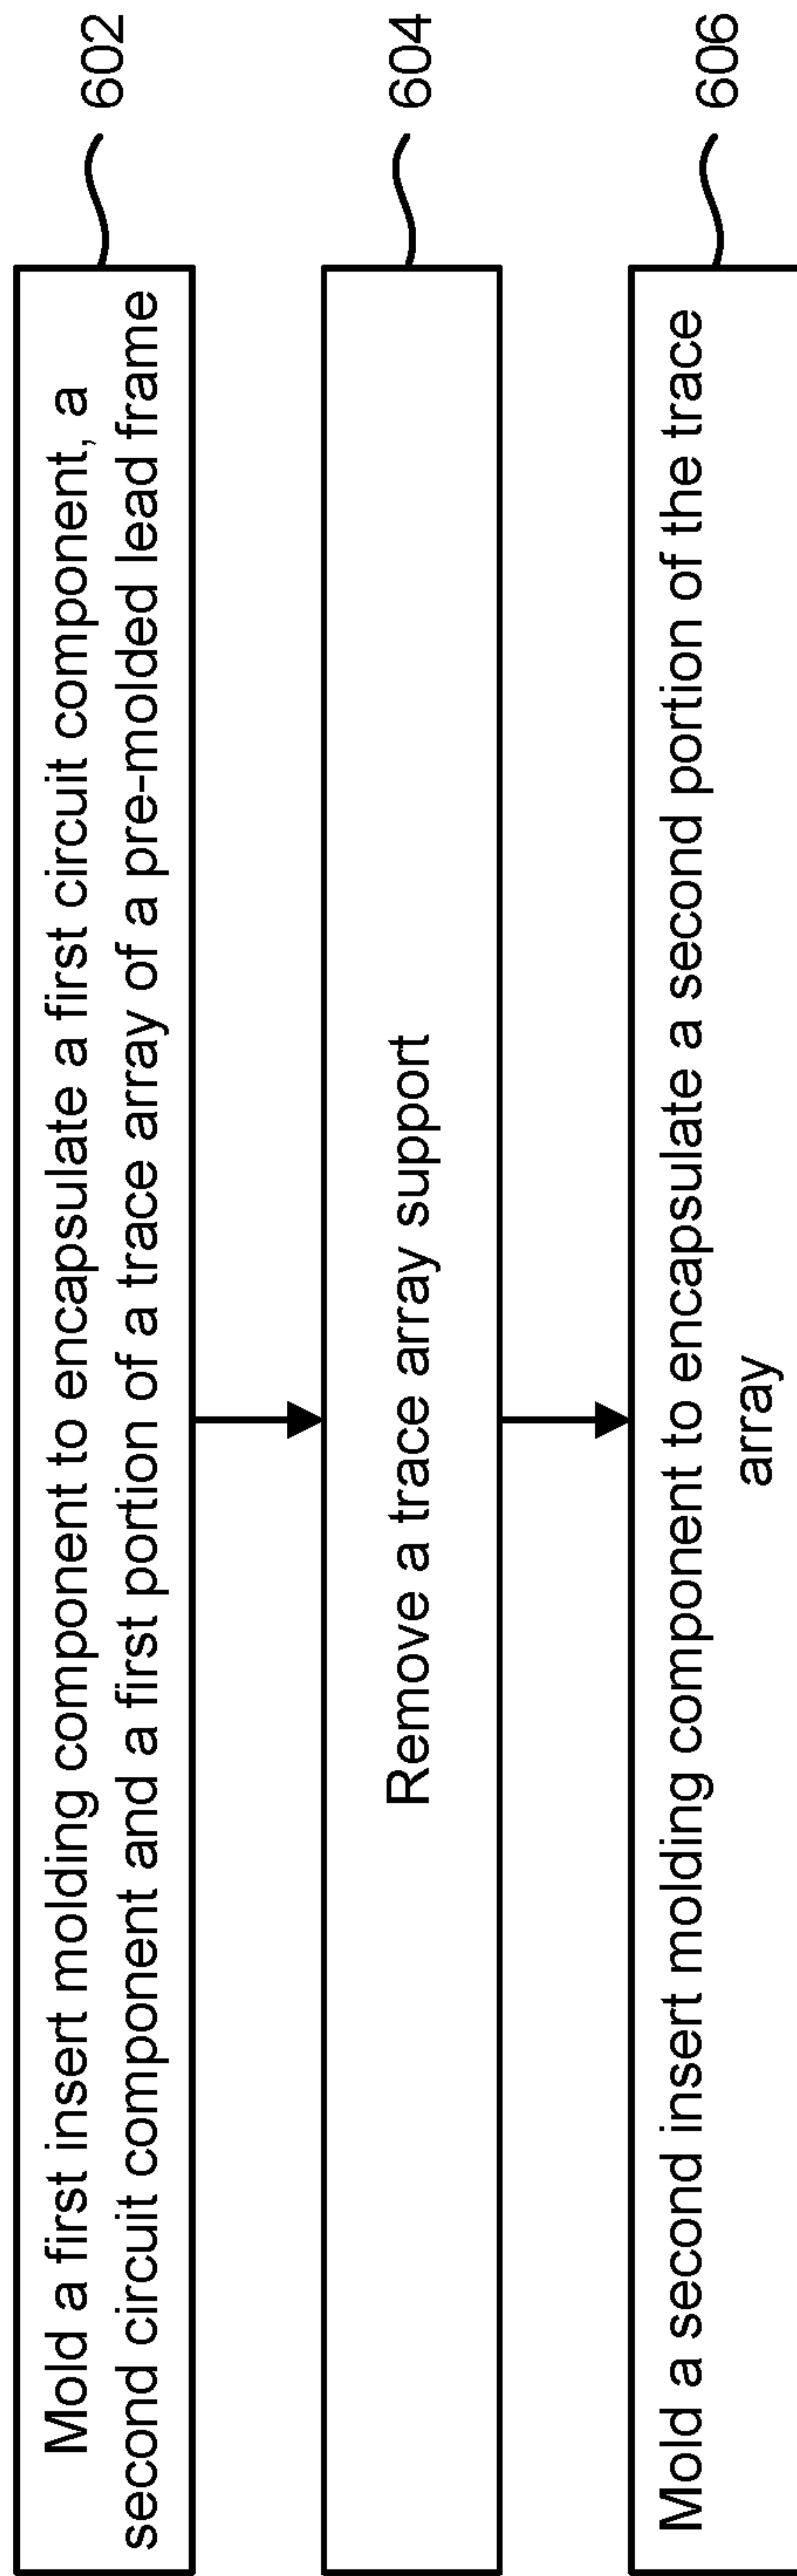 Mold a first insert molding component to encapsulate a first circuit component, a
second circuit component and a first portion of a trace array of a pre-molded lead frame
602
Remove a trace array support
604
Mold a second insert molding component to encapsulate a second portion of the trace
array
606